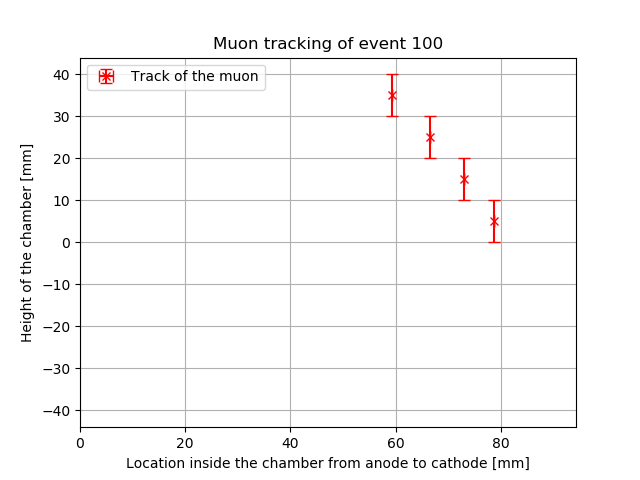 Muon tracking of event 100
Track of the muon
Height of the chamber [mm]
40
30
20
10
0
−10
−20
−30
−40
0 20 40 60 80
Location inside the chamber from anode to cathode [mm]